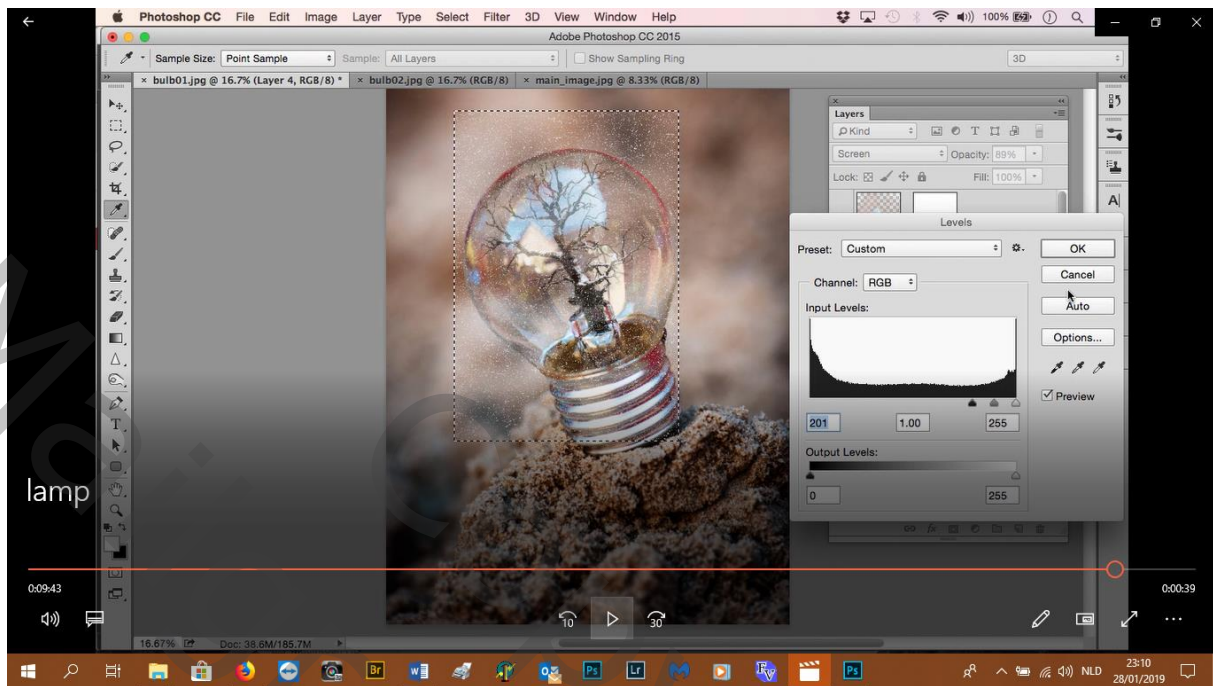 Photoshop CC File Edit Image Layer Type Select Filter 3D View Window Help 100%
Adobe Photoshop CC 2015
Sample Size: Point Sample Sample: All Layers Show Sampling Ring 3D
× bulb01.jpg @ 16.7% (Layer 4, RGB/8) * × bulb02.jpg @ 16.7% (RGB/8) × main_image.jpg @ 8.33% (RGB/8)
Layers
Kind
Screen Opacity: 89%
Lock: Fill: 100%
Levels
Preset: Custom OK
Cancel
Channel: RGB
Auto
Input Levels:
Options...
Preview
201 1.00 255
Output Levels:
0 255
lamp
0:09:43 0:00:39
10 30
16.67% Doc: 38.6M/185.7M
Br Ps Lr Ps NLD 23:10
28/01/2019